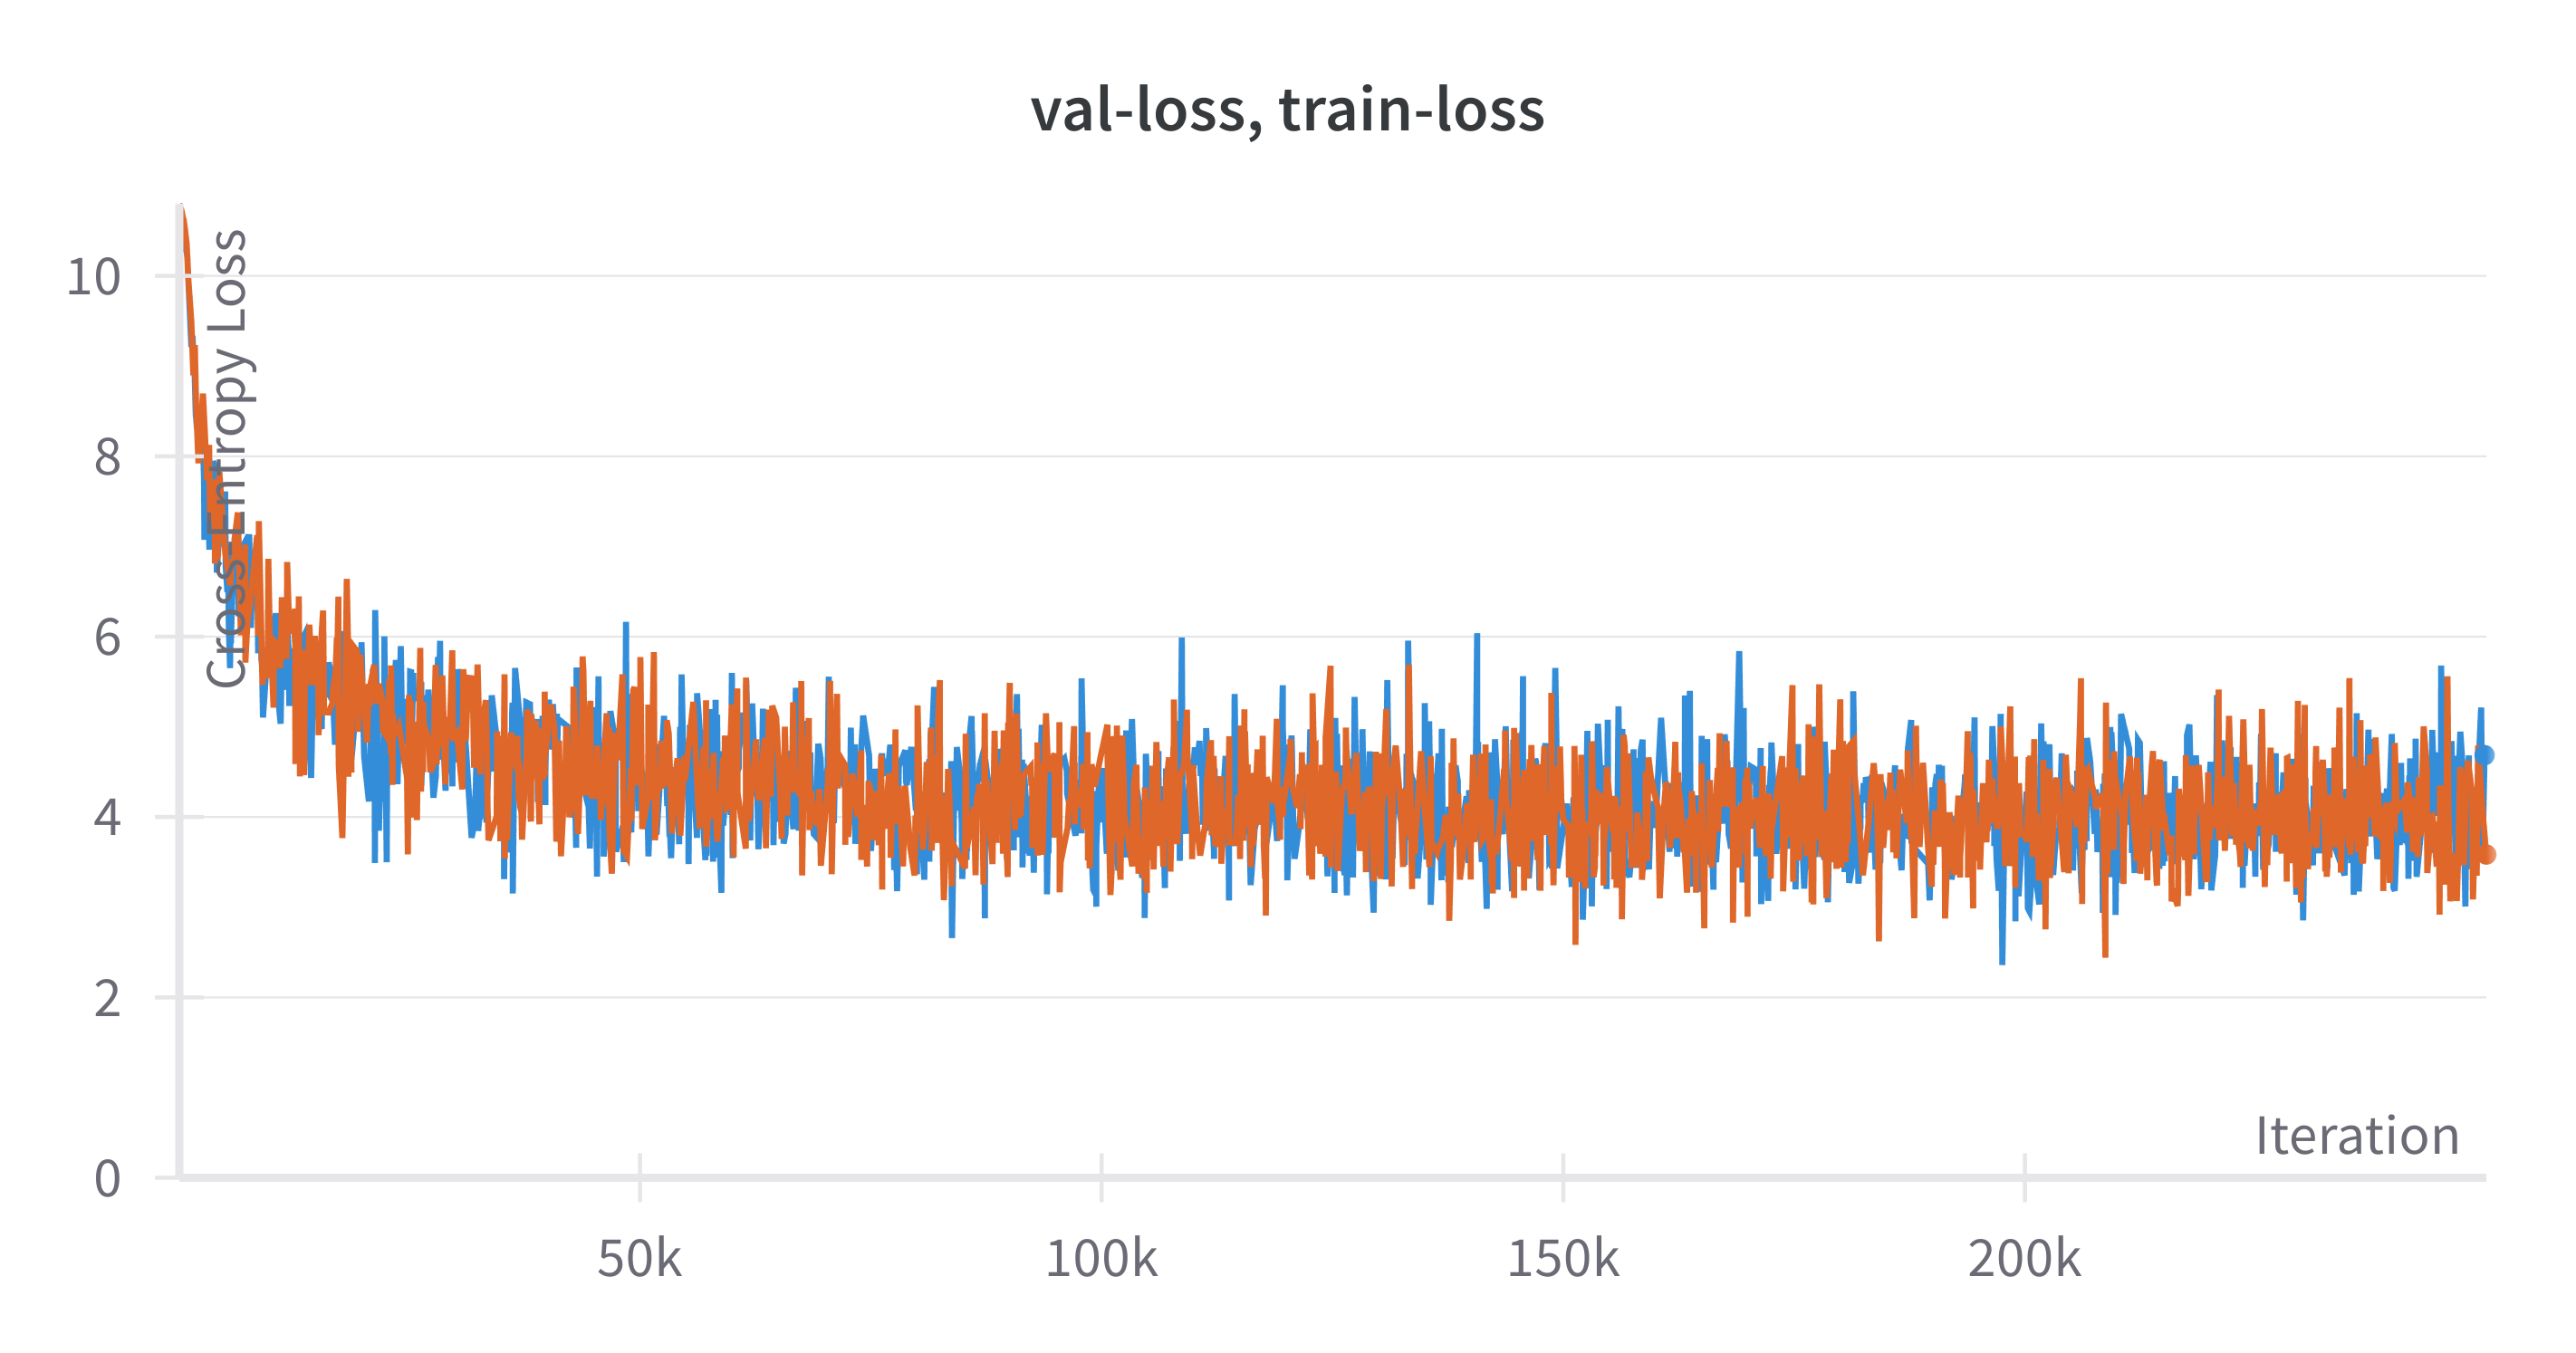 val-loss, train-loss
Cross Entropy Loss
10
8
6
4
2
0
Iteration
50k
100k
150k
200k